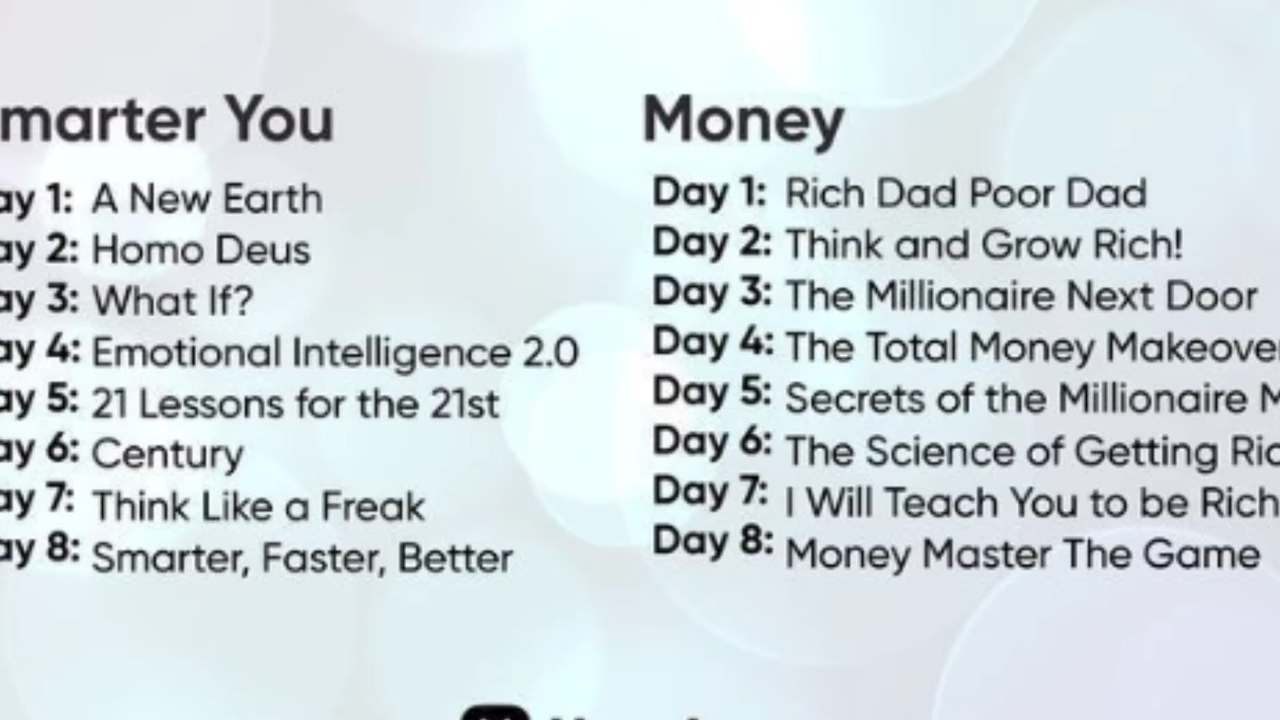 marter You
ay 1: A New Earth
ay 2: Homo Deus
ay 3: What If?
ay 4: Emotional Intelligence 2.0
ay 5: 21 Lessons for the 21st
ay 6: Century
ay 7: Think Like a Freak
ay 8: Smarter, Faster, Better
Money
Day 1: Rich Dad Poor Dad
Day 2: Think and Grow Rich!
Day 3: The Millionaire Next Door
Day 4: The Total Money Makeove
Day 5: Secrets of the Millionaire M
Day 6: The Science of Getting Ric
Day 7: I Will Teach You to be Rich
Day 8: Money Master The Game